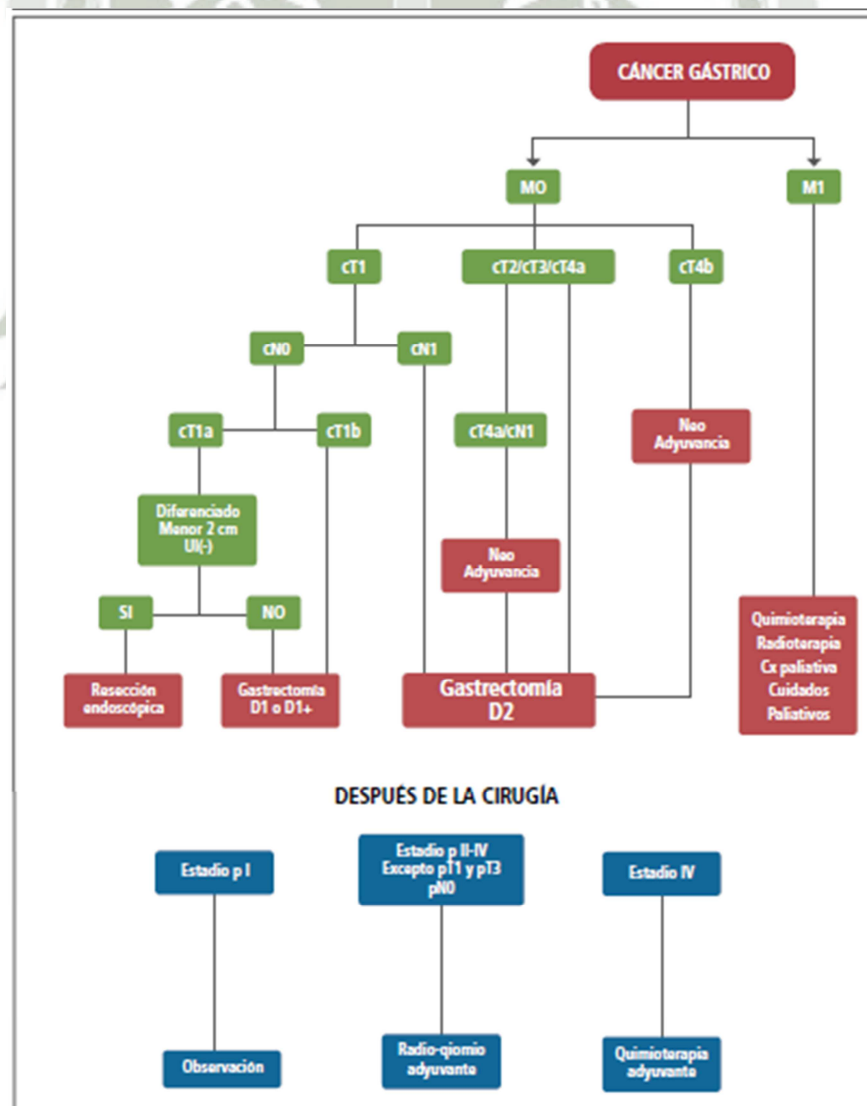 CÁNCER GÁSTRICO
MO
M1
cT1
cT2/cT3/cT4a
cT4b
cN0
cN1
cT1a
cT1b
cT4a/cN1
Neo
Adyuvancia
Diferenciado
Menor 2 cm
Ul(-)
Neo
Adyuvancia
SI
NO
Quimioterapia
Radioterapia
Cx paliativa
Cuidados
Paliativos
Resección
endoscópica
Gastrectomía
D1 o D1+
Gastrectomía
D2
DESPUÉS DE LA CIRUGÍA
Estadio p I
Estadio p II-IV
Excepto pT1 y pT3
pN0
Estadio IV
Observación
Radio-qiomio
adyuvante
Quimioterapia
adyuvante